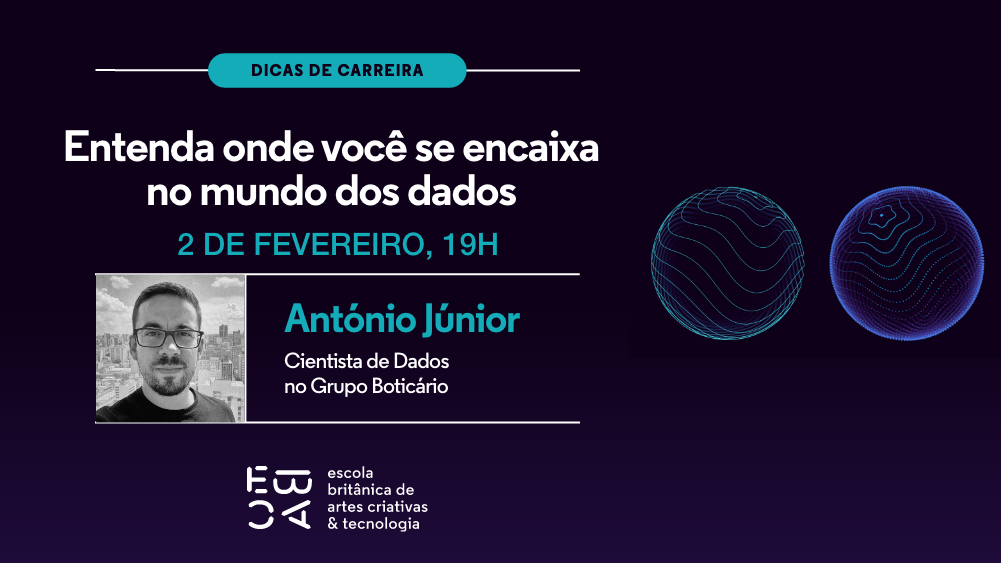 DICAS DE CARREIRA
Entenda onde você se encaixa
no mundo dos dados
2 DE FEVEREIRO, 19H
António Júnior
Cientista de Dados
no Grupo Boticário
EBAC
escola
britânica de
artes criativas
& tecnologia